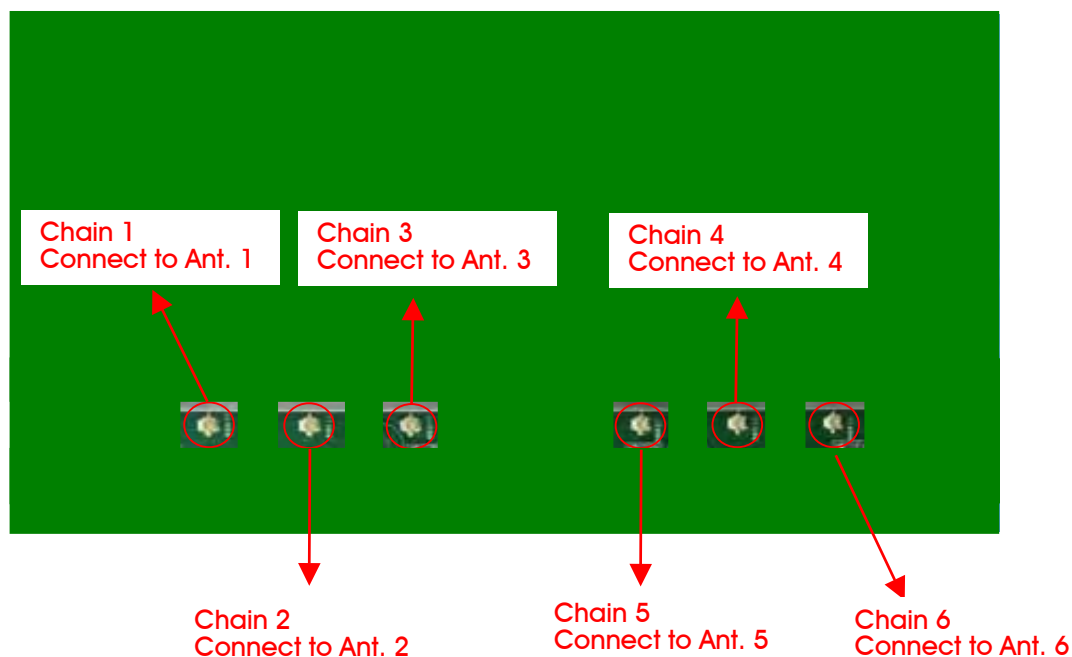 Chain 1
Connect to Ant. 1
Chain 3
Connect to Ant. 3
Chain 4
Connect to Ant. 4
Chain 2
Connect to Ant. 2
Chain 5
Connect to Ant. 5
Chain 6
Connect to Ant. 6